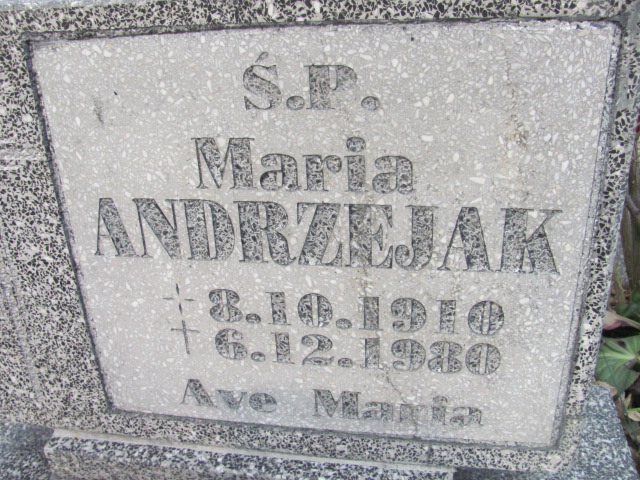 Ś.P.
Maria
ANDRZEJAK
8.10.1910
6.12.1980
Ave Maria